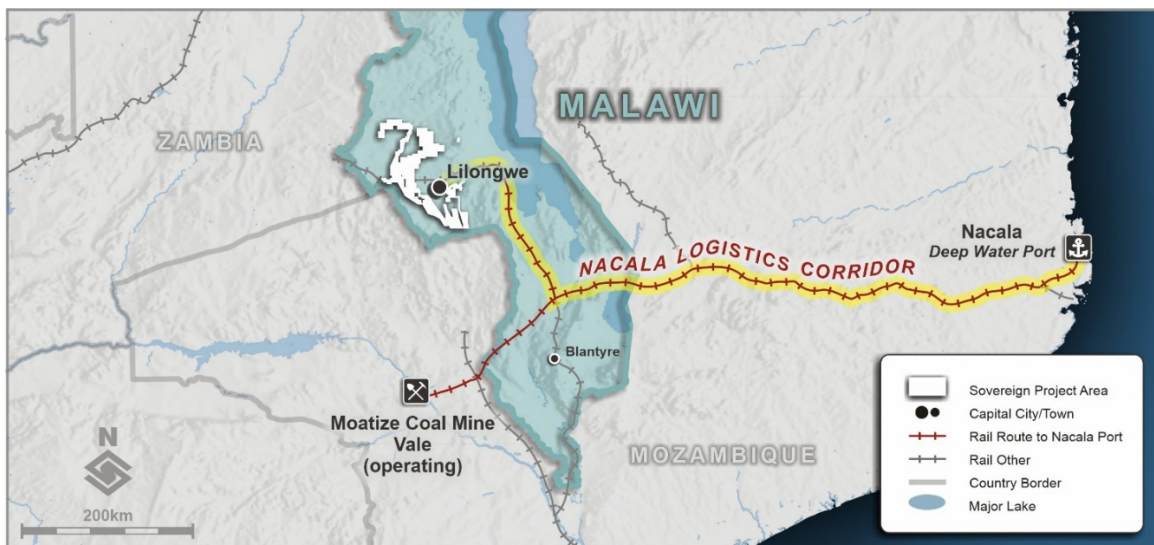 ZAMBIA
MALAWI
Lilongwe
Nacala
Deep Water Port
NACALA LOGISTICS CORRIDOR
Blantyre
Moatize Coal Mine
Vale
(operating)
MOZAMBIQUE
N
200km
Sovereign Project Area
Capital City/Town
Rail Route to Nacala Port
Rail Other
Country Border
Major Lake